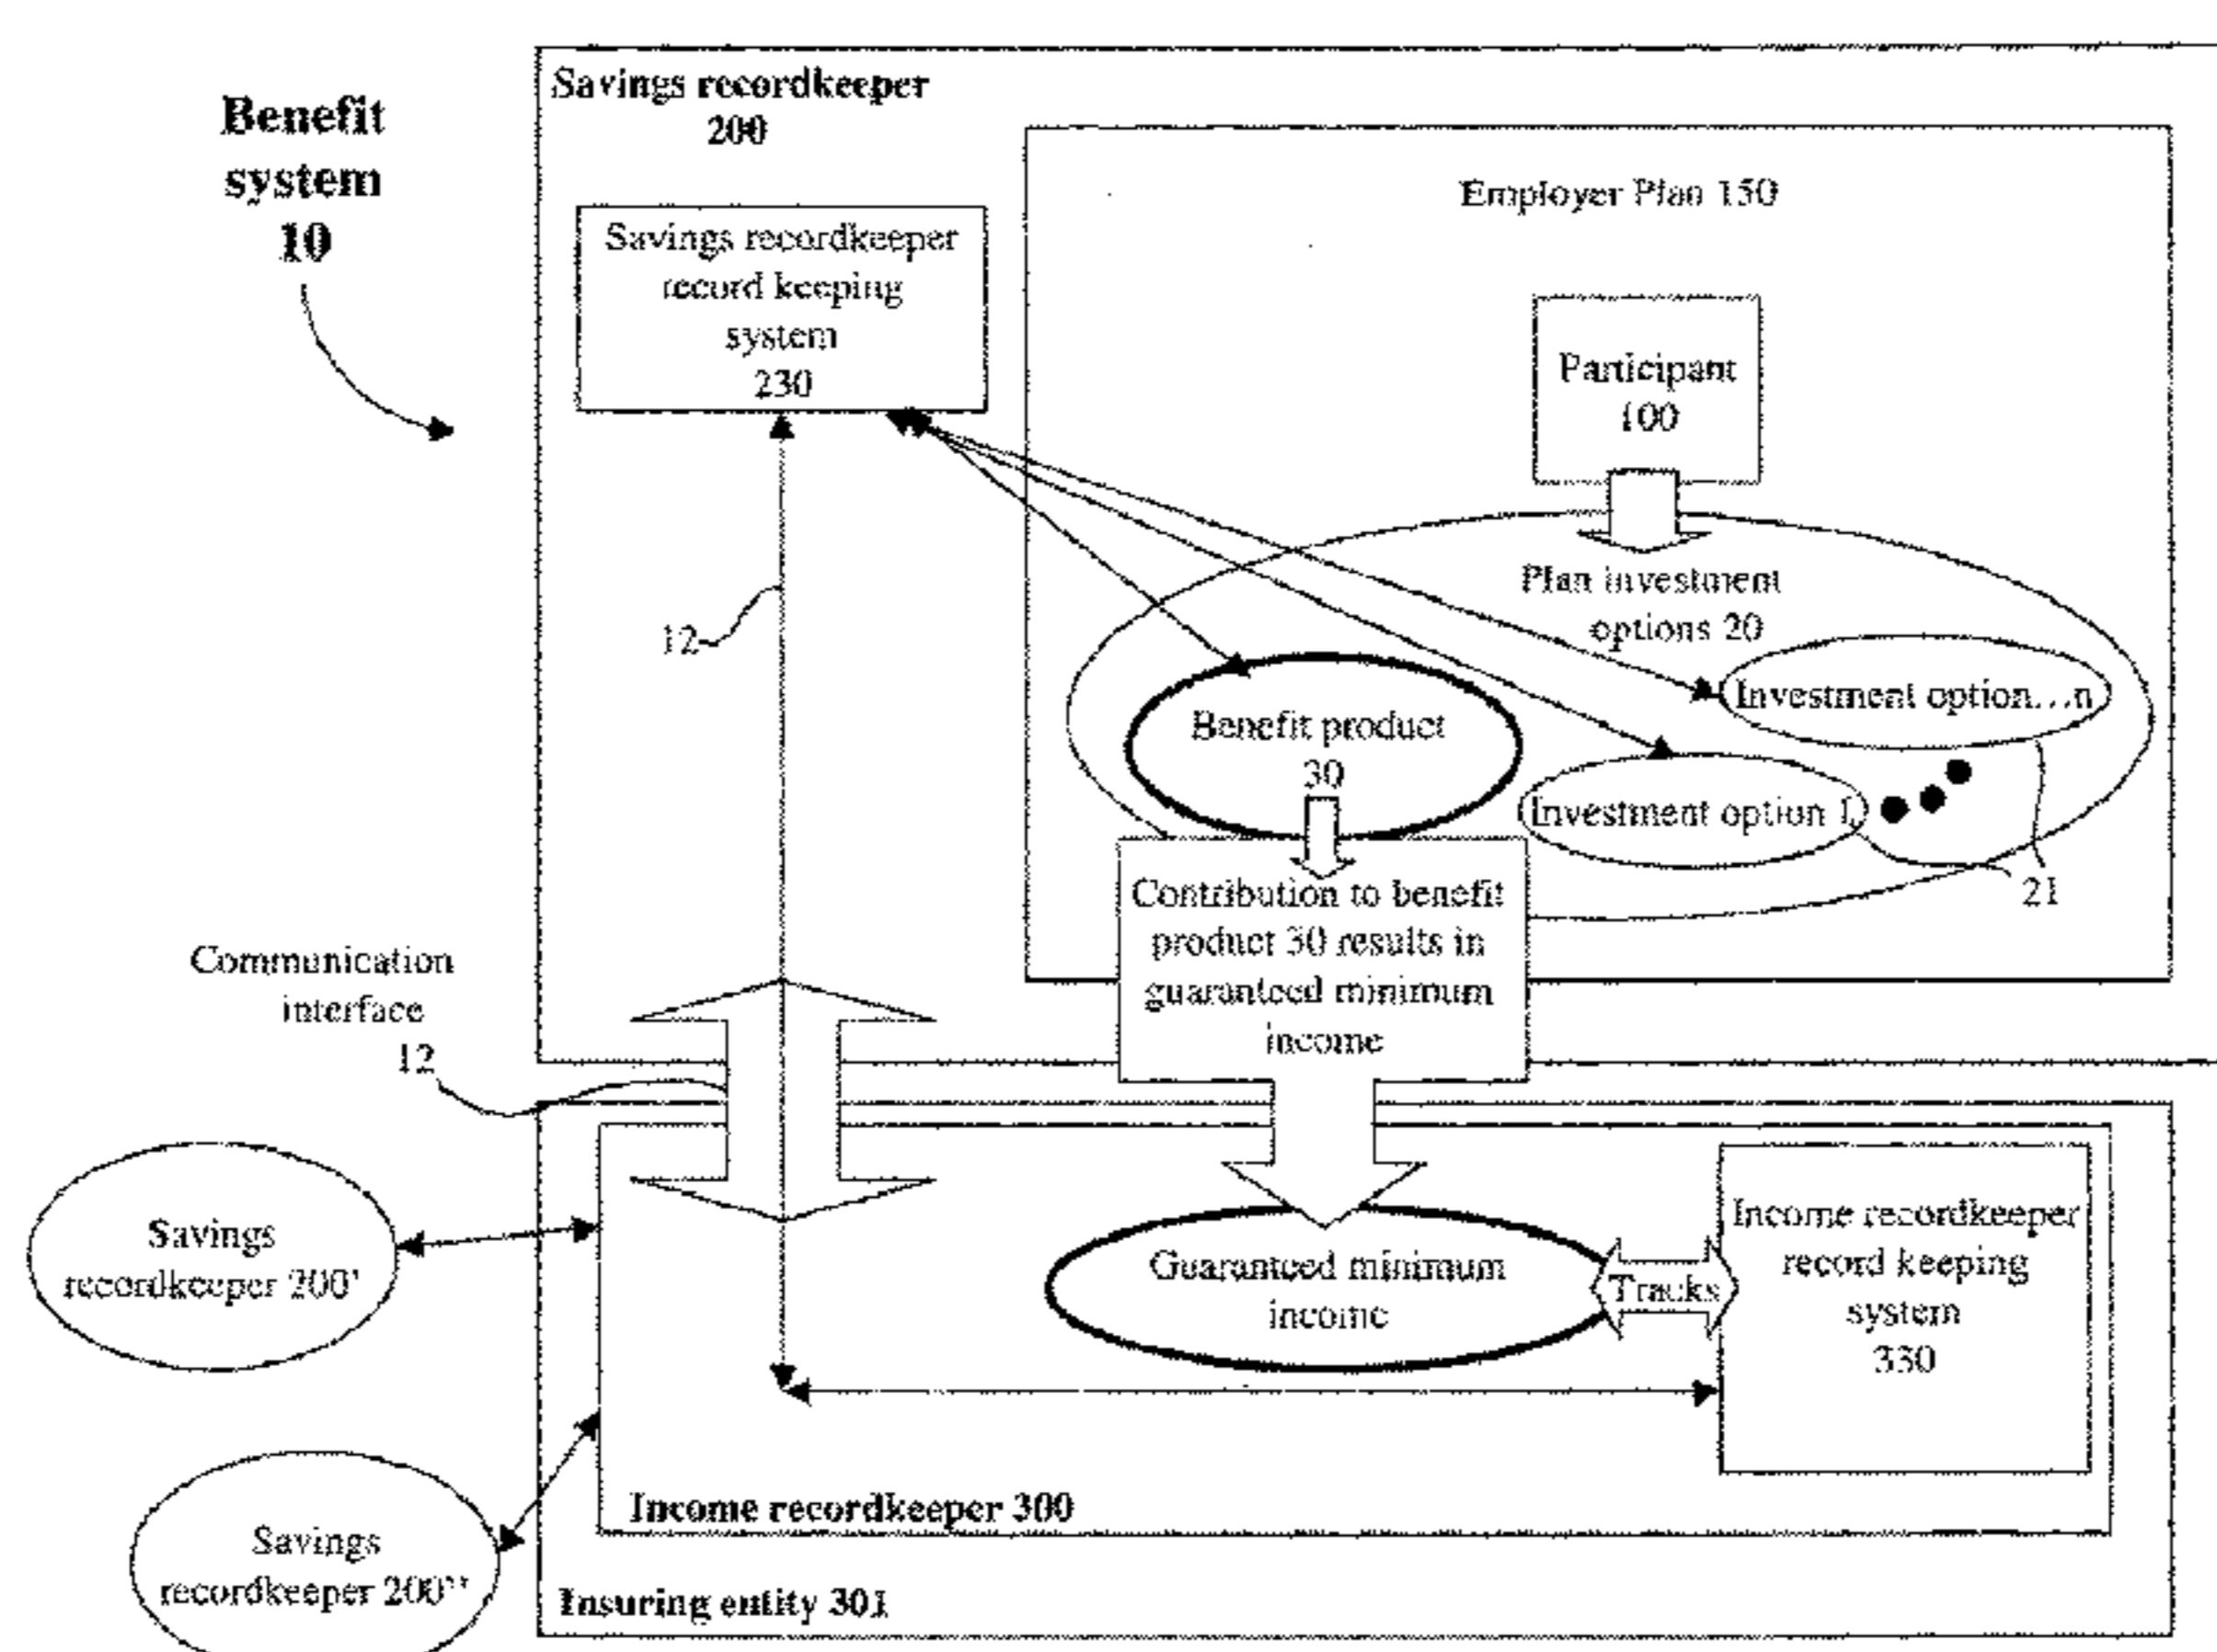 Benefit
system
10
Savings recordkeeper
200
Savings recordkeeper
record keeping
system
230
Employer Plan 150
Participant
100
Plan investment
options 20
12
Benefit product
30
Investment option...n
Investment option 1
21
Contribution to benefit
product 30 results in
guaranteed minimum
income
Communication
interface
12
Savings
recordkeeper 200'
Guaranteed minimum
income
Tracks
Income recordkeeper
record keeping
system
330
Income recordkeeper 300
Savings
recordkeeper 200''
Insuring entity 301